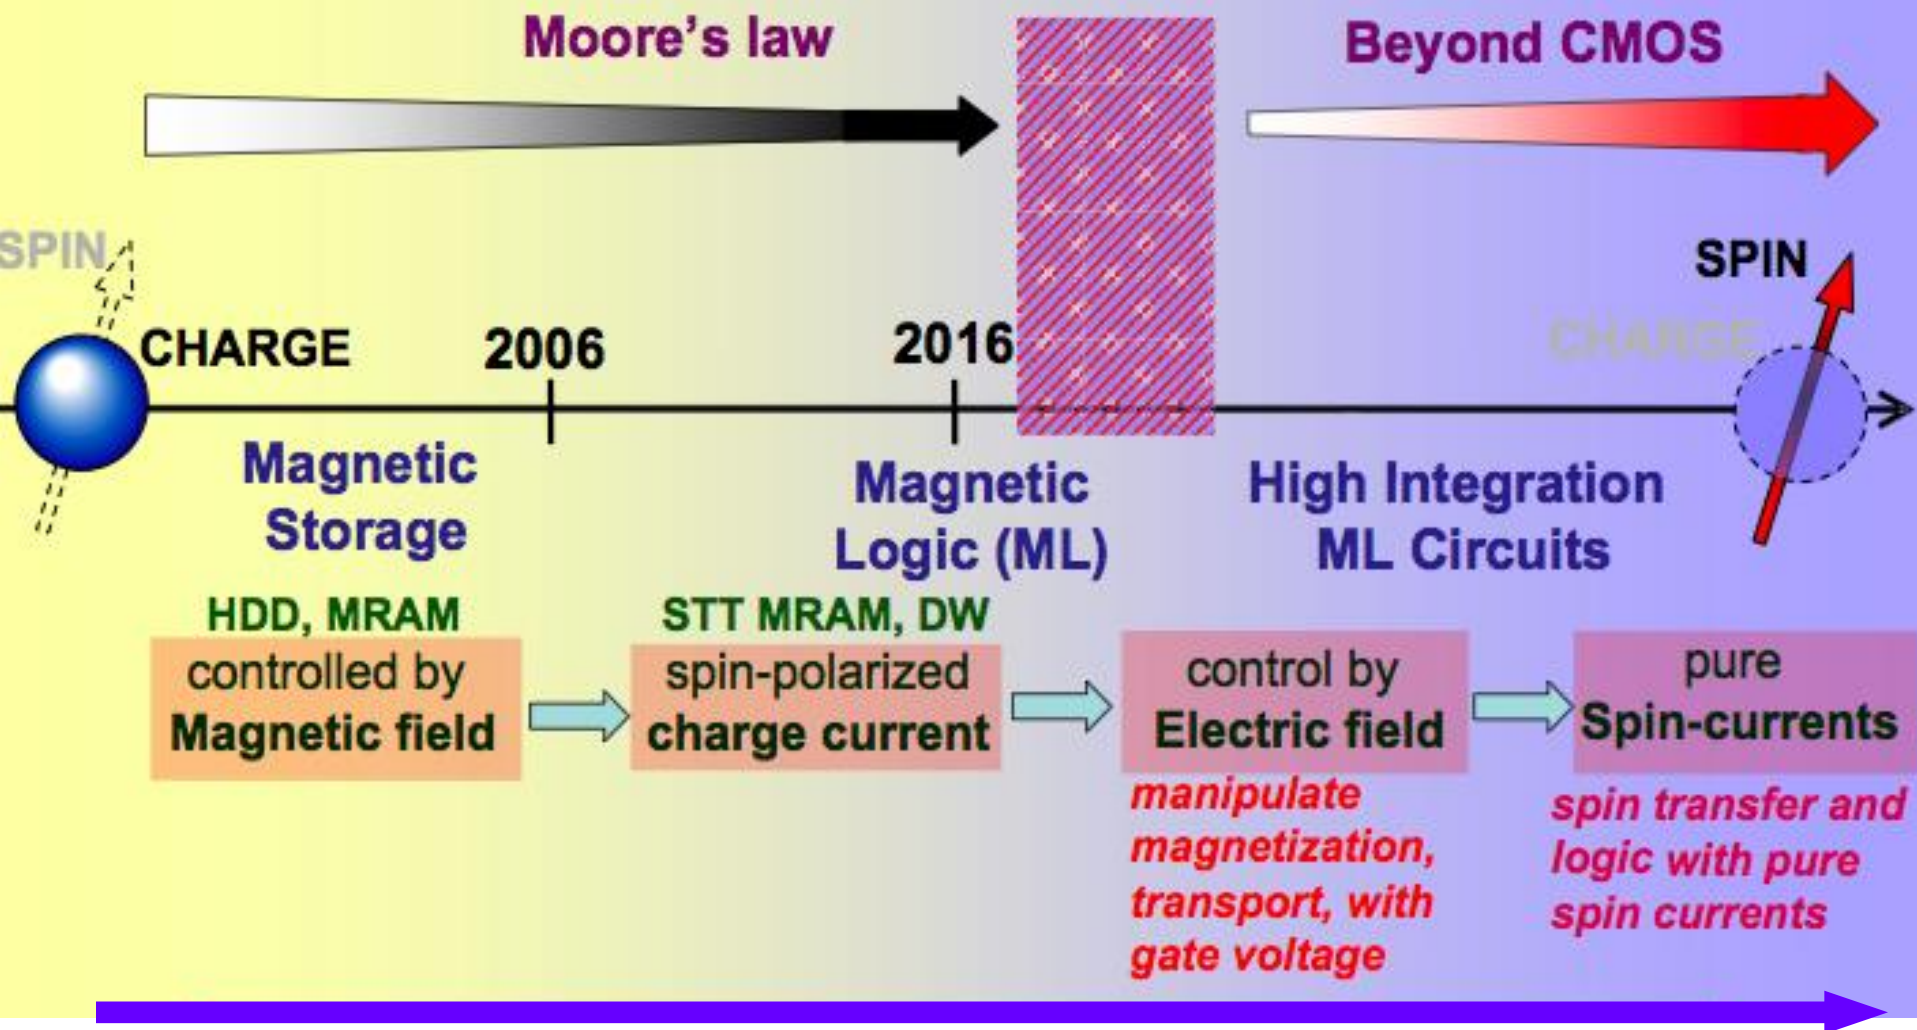 Moore's law
Beyond CMOS
SPIN
SPIN
CHARGE
2006
2016
CHARGE
Magnetic
Storage
Magnetic
Logic (ML)
High Integration
ML Circuits
HDD, MRAM
controlled by
Magnetic field
STT MRAM, DW
spin-polarized
charge current
control by
Electric field
manipulate
magnetization,
transport, with
gate voltage
pure
Spin-currents
spin transfer and
logic with pure
spin currents